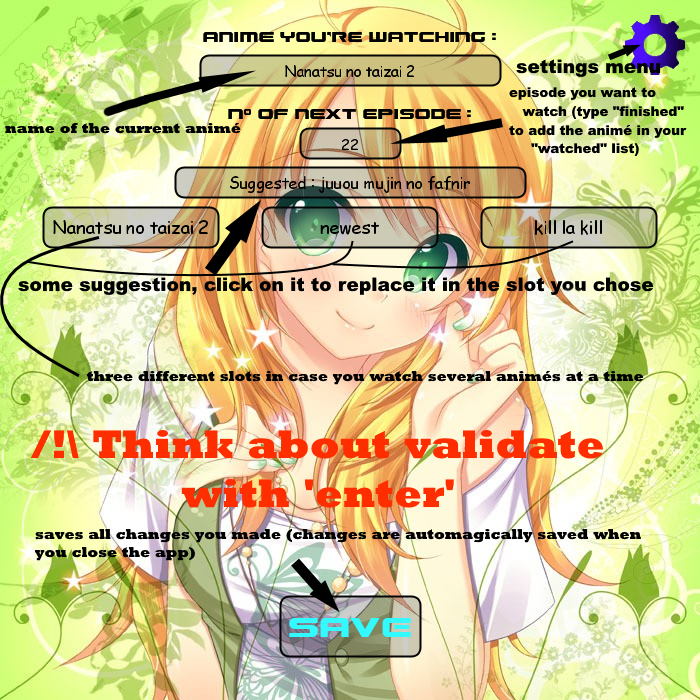 ANIME YOU'RE WATCHING :
Nanatsu no taizai 2
settings menu
name of the current animé
Nº OF NEXT EPISODE :
22
episode you want to
watch (type "finished"
to add the animé in your
"watched" list)
Suggested : juuou mujin no fafnir
Nanatsu no taizai 2
newest
kill la kill
some suggestion, click on it to replace it in the slot you chose
three different slots in case you watch several animés at a time
/!\ Think about validate
with 'enter'
saves all changes you made (changes are automagically saved when
you close the app)
SAVE